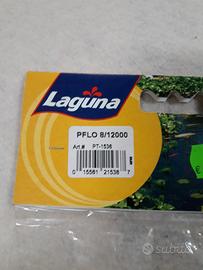 Laguna
PFLO 8/12000
Art.# PT-1536
0 15561 21536 7
subito